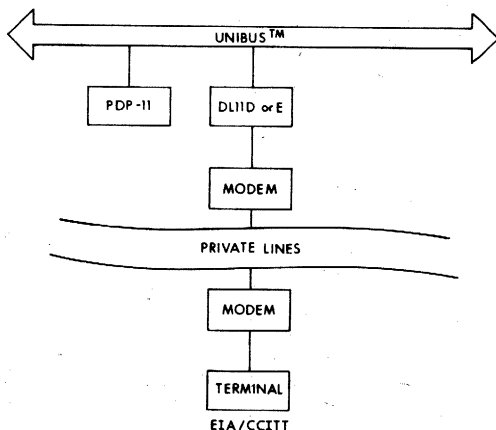 UNIBUS™
PDP-11
DL11D or E
MODEM
PRIVATE LINES
MODEM
TERMINAL
EIA/CCITT